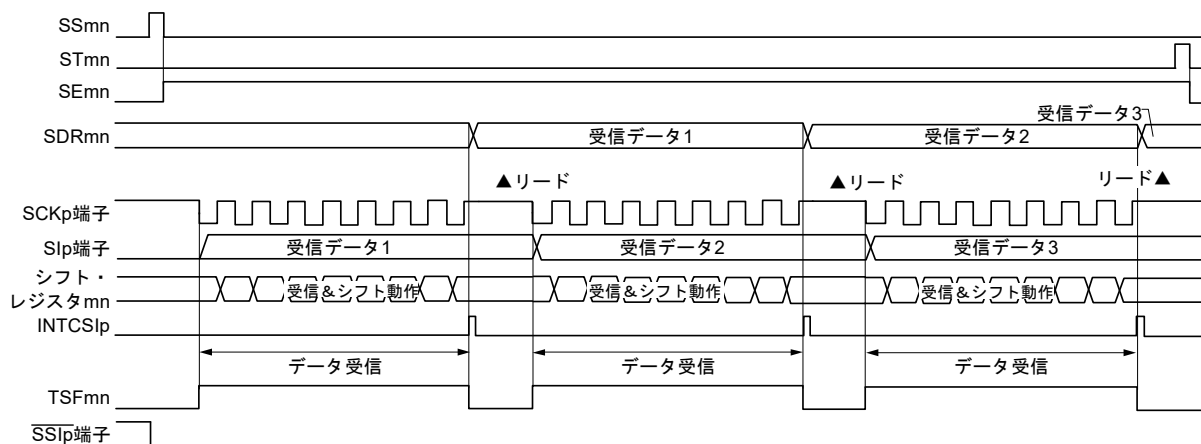 SSmn
STmn
SEmn
SDRmn 受信データ1 受信データ2 受信データ3
▲リード ▲リード リード▲
SCKp端子
SIp端子 受信データ1 受信データ2 受信データ3
シフト・
レジスタmn 受信&シフト動作 受信&シフト動作 受信&シフト動作
INTCSIp
データ受信 データ受信 データ受信
TSFmn
SSIp端子